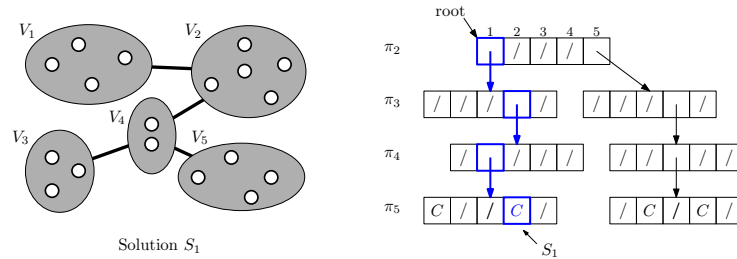 V₁
V₂
V₄
V₃
V₅
Solution S₁
root
1 2 3 4 5
π₂ / / /
π₃ / / / / / / / /
π₄ / / / / / / / /
π₅ C / / C / / C / C /
S₁